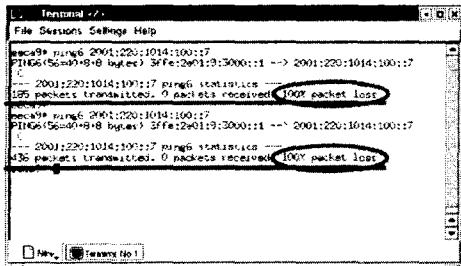 Terminal <2>
File Sessions Settings Help
meca9# ping6 2001:220:1014:100::7
PING6(56=40+8+8 bytes) 3ffe:2e01:9:3000::1 --> 2001:220:1014:100::7
--- 2001:220:1014:100::7 ping6 statistics ---
185 packets transmitted, 0 packets received, 100% packet loss
meca9#
meca9# ping6 2001:220:1014:100::7
PING6(56=40+8+8 bytes) 3ffe:2e01:9:3000::1 --> 2001:220:1014:100::7
--- 2001:220:1014:100::7 ping6 statistics ---
436 packets transmitted, 0 packets received, 100% packet loss
New
Terminal No 1